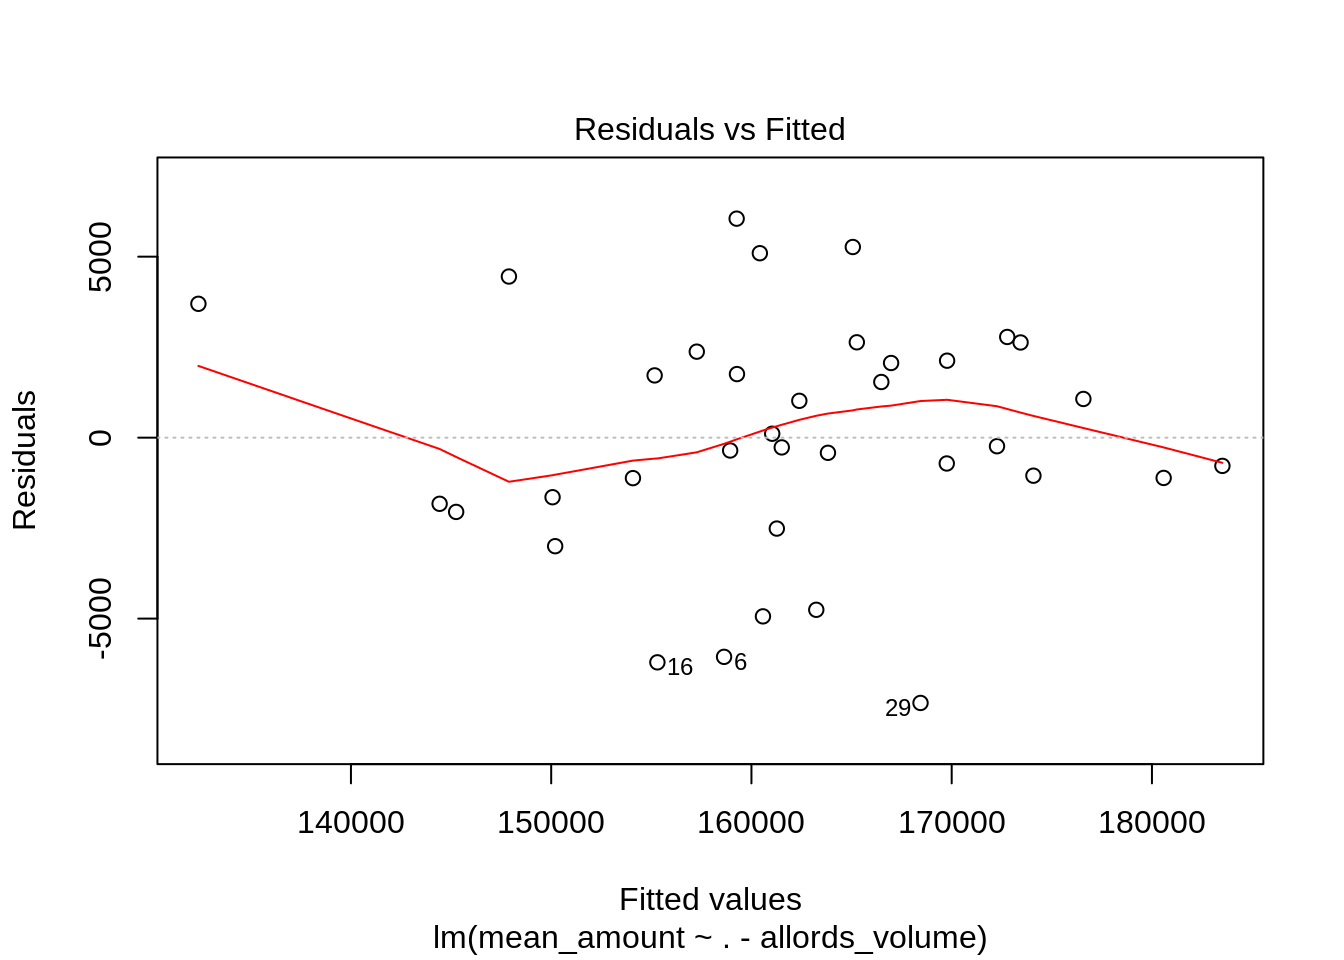 Residuals vs Fitted
Residuals
5000
0
-5000
16
6
29
140000 150000 160000 170000 180000
Fitted values
lm(mean_amount ~ . - allords_volume)